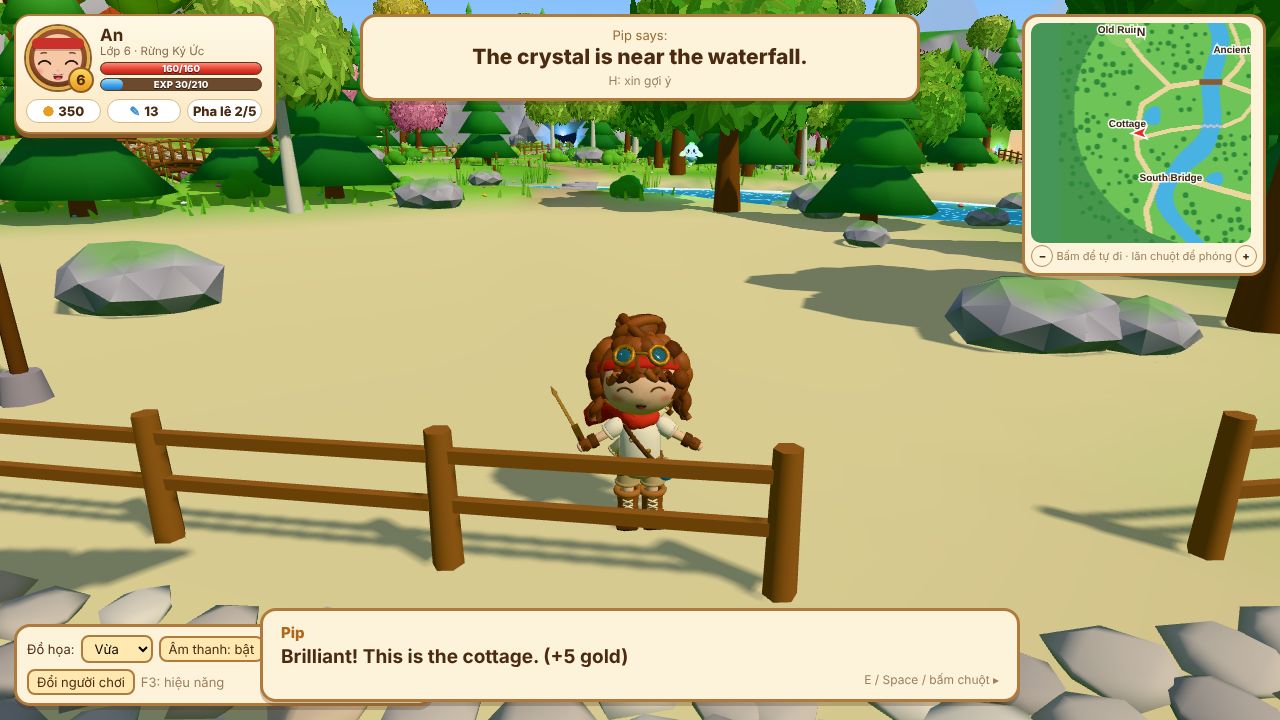 An
Lớp 6 · Rừng Ký Ức
160/160
EXP 30/210
6
350
13
Pha lê 2/5
Pip says:
The crystal is near the waterfall.
H: xin gợi ý
Old Ruin
N
Ancient
Cottage
South Bridge
− Bấm để tự đi · lăn chuột để phóng +
Đồ họa: Vừa Âm thanh: bật
Đổi người chơi F3: hiệu năng
Pip
Brilliant! This is the cottage. (+5 gold)
E / Space / bấm chuột ▸